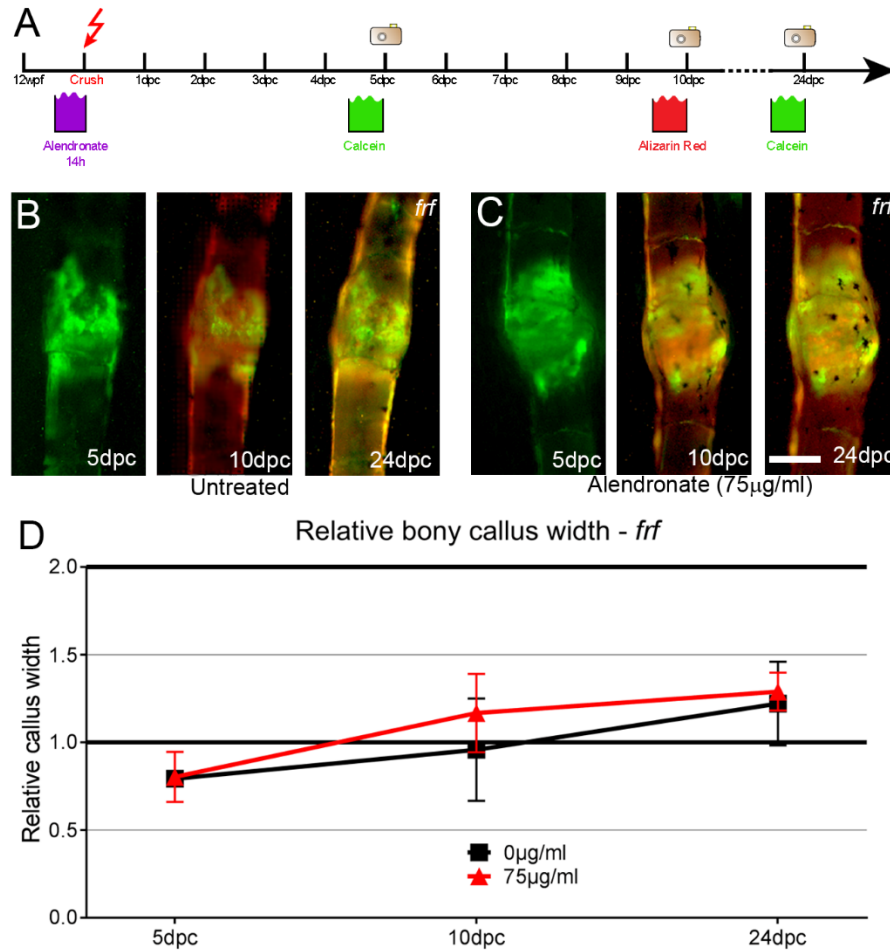 A
12wpf Crush 1dpc 2dpc 3dpc 4dpc 5dpc 6dpc 7dpc 8dpc 9dpc 10dpc 24dpc
Alendronate
14h
Calcein
Alizarin Red
Calcein
B
frf
5dpc
10dpc
24dpc
Untreated
C
frf
5dpc
10dpc
24dpc
Alendronate (75µg/ml)
D
Relative bony callus width - frf
Relative callus width
2.0
1.5
1.0
0.5
0.0
0µg/ml
75µg/ml
5dpc 10dpc 24dpc